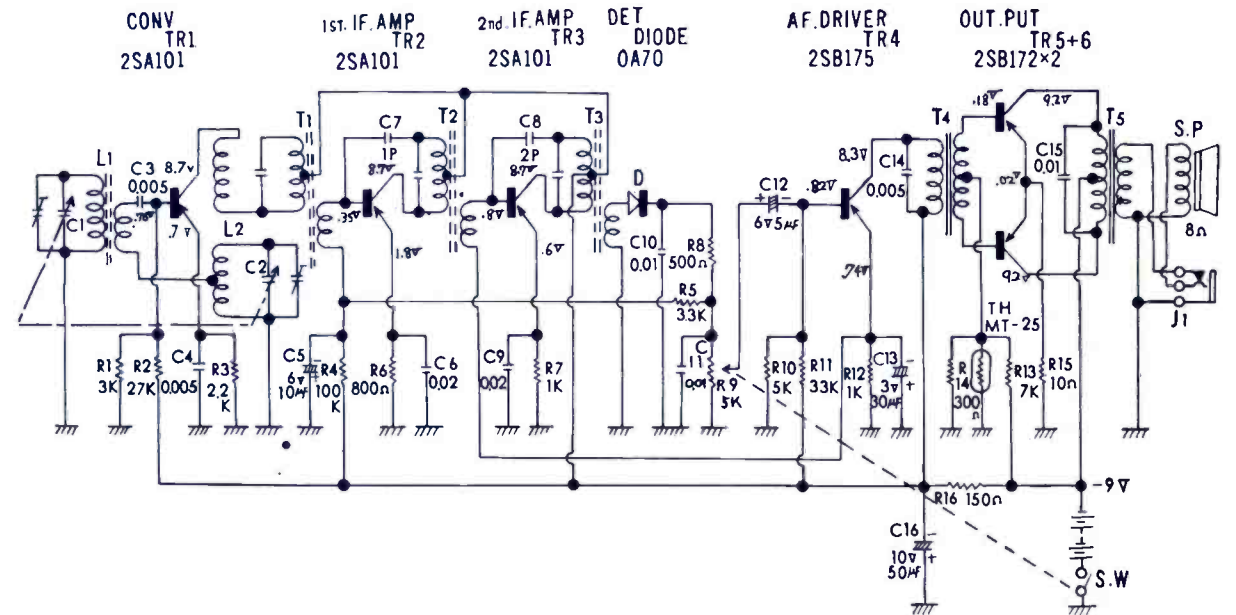 CONV
TR1
2SA101
1st. IF. AMP
TR2
2SA101
2nd. IF. AMP
TR3
2SA101
DET
DIODE
OA70
AF. DRIVER
TR4
2SB175
OUT. PUT
TR5+6
2SB172×2
L1
C3
0.005
8.7v
.76v
.7v
C1
L2
C2
T1
C7
1P
8.7v
.35v
1.8v
T2
C8
2P
8.7v
.8v
.6v
T3
D
C10
0.01
R8
500Ω
R5
3.3K
C12
+ -
6v5μF
.82v
8.3v
.74v
C14
0.005
T4
.18v
9.2v
.02v
9.2v
C15
0.01
T5
S.P
8Ω
J1
R1
3K
R2
27K
C4
0.005
R3
2.2
K
C5
6v
10μF
R4
100
K
R6
800Ω
C6
0.02
C9
0.02
R7
1K
C
11
0.01
R9
5K
R10
5K
R11
33K
R12
1K
C13
3v
30μF
+
TH
MT-25
R
14
300
Ω
R13
7K
R15
10Ω
R16 150Ω
-9v
C16
-
+
10v
50μF
S.W